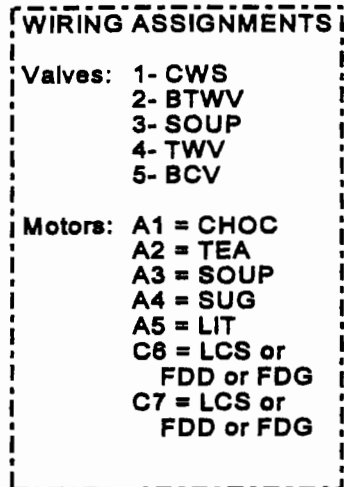 WIRING ASSIGNMENTS
Valves: 1- CWS
2- BTWV
3- SOUP
4- TWV
5- BCV
Motors: A1 = CHOC
A2 = TEA
A3 = SOUP
A4 = SUG
A5 = LIT
C6 = LCS or
FDD or FDG
C7 = LCS or
FDD or FDG